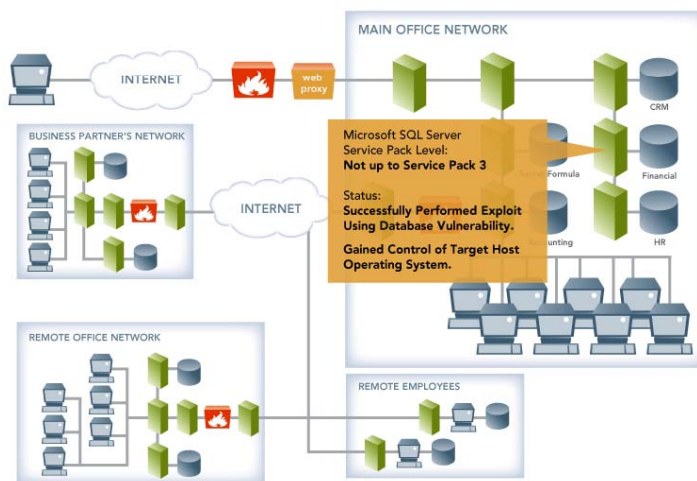 MAIN OFFICE NETWORK
INTERNET
web
proxy
CRM
BUSINESS PARTNER'S NETWORK
Microsoft SQL Server
Service Pack Level:
Not up to Service Pack 3
Formula
Financial
INTERNET
Status:
Successfully Performed Exploit
Using Database Vulnerability.
Accounting
HR
Gained Control of Target Host
Operating System.
REMOTE OFFICE NETWORK
REMOTE EMPLOYEES